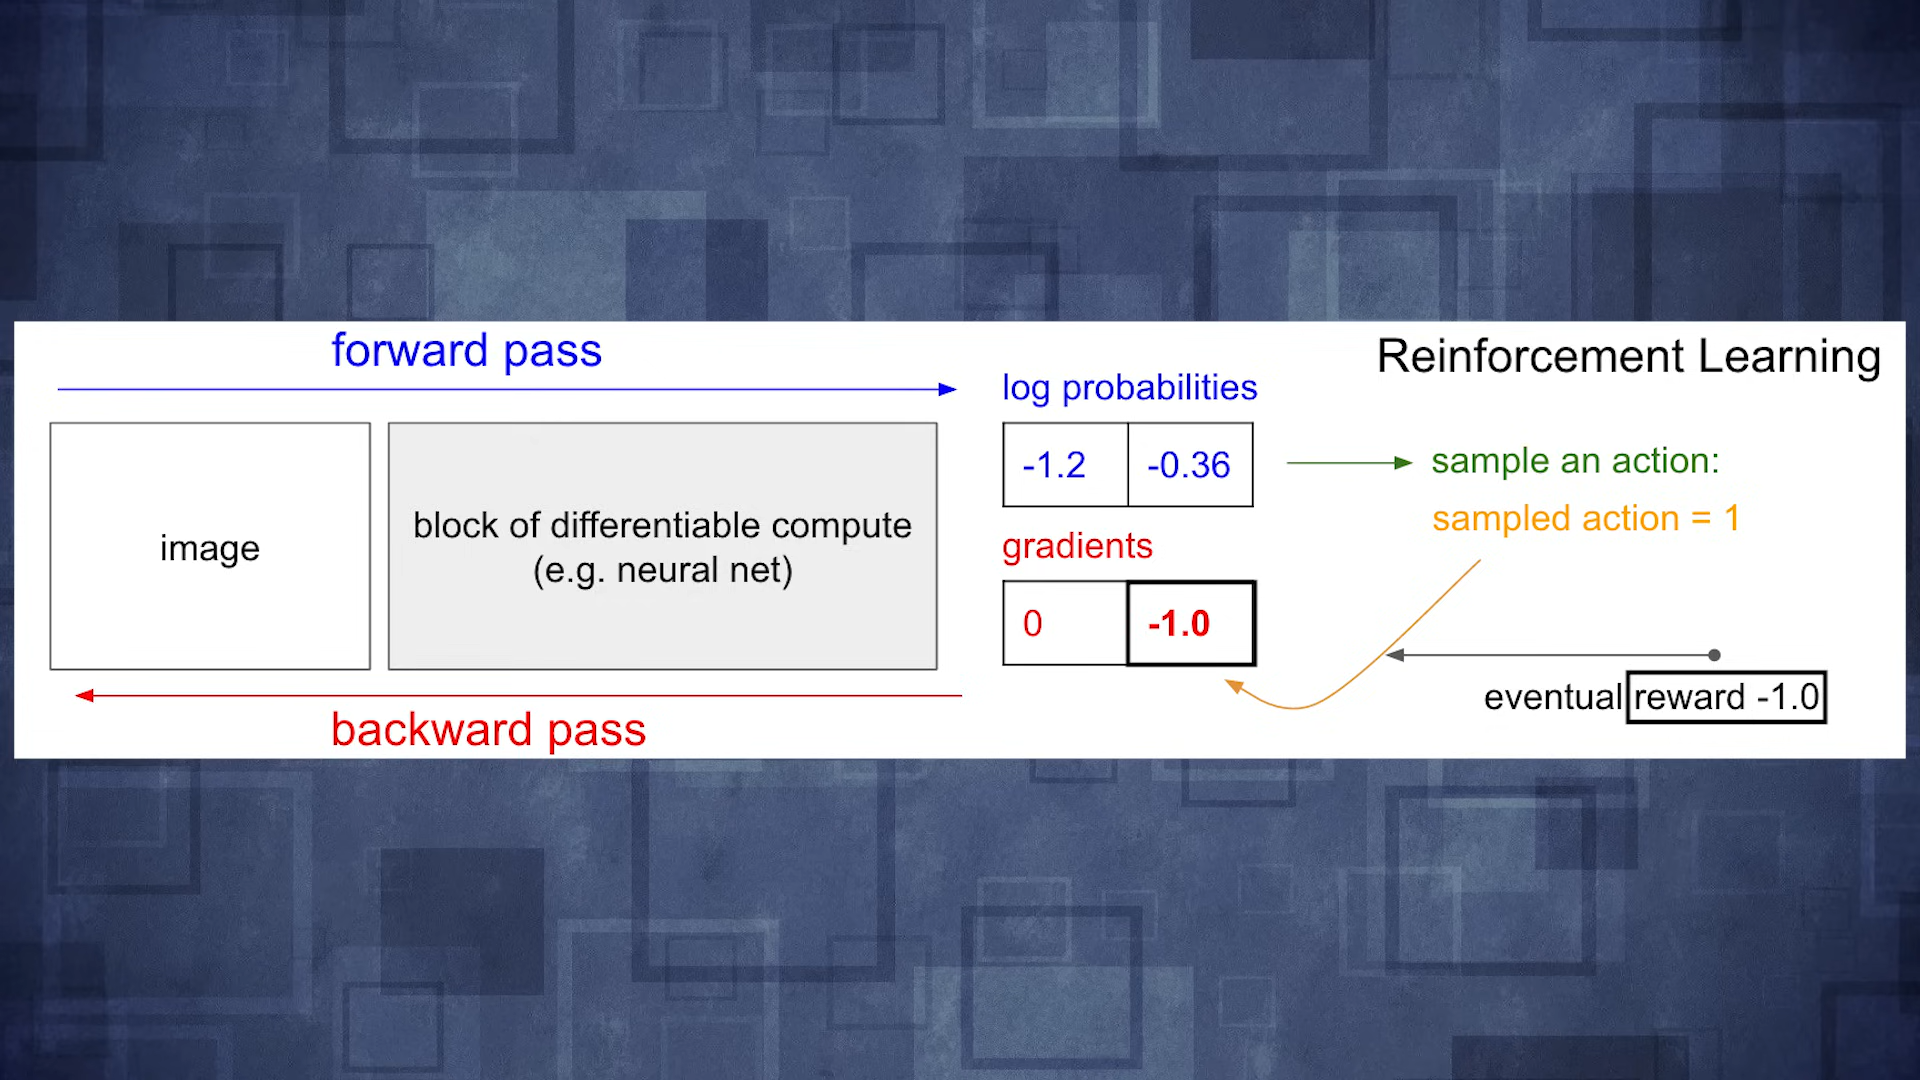 forward pass
Reinforcement Learning
log probabilities
-1.2 -0.36
sample an action:
sampled action = 1
image
block of differentiable compute
(e.g. neural net)
gradients
0 -1.0
eventual reward -1.0
backward pass